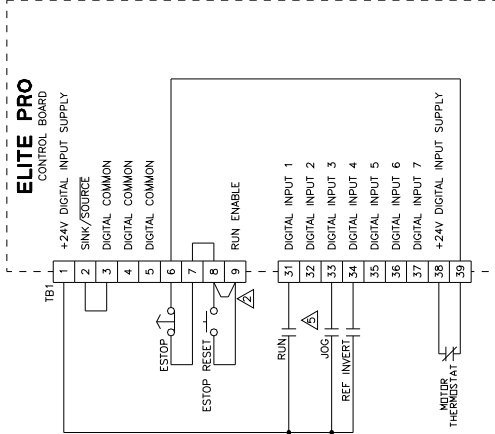 ELITE PRO
CONTROL BOARD
+24V DIGITAL INPUT SUPPLY
SINK/SOURCE
DIGITAL COMMON
DIGITAL COMMON
DIGITAL COMMON
RUN ENABLE
DIGITAL INPUT 1
DIGITAL INPUT 2
DIGITAL INPUT 3
DIGITAL INPUT 4
DIGITAL INPUT 5
DIGITAL INPUT 6
DIGITAL INPUT 7
+24V DIGITAL INPUT SUPPLY
TB1
1
2
3
4
5
6
7
8
9
31
32
33
34
35
36
37
38
39
ESTOP
ESTOP RESET
2
RUN
5
JOG
REF INVERT
MOTOR
THERMOSTAT